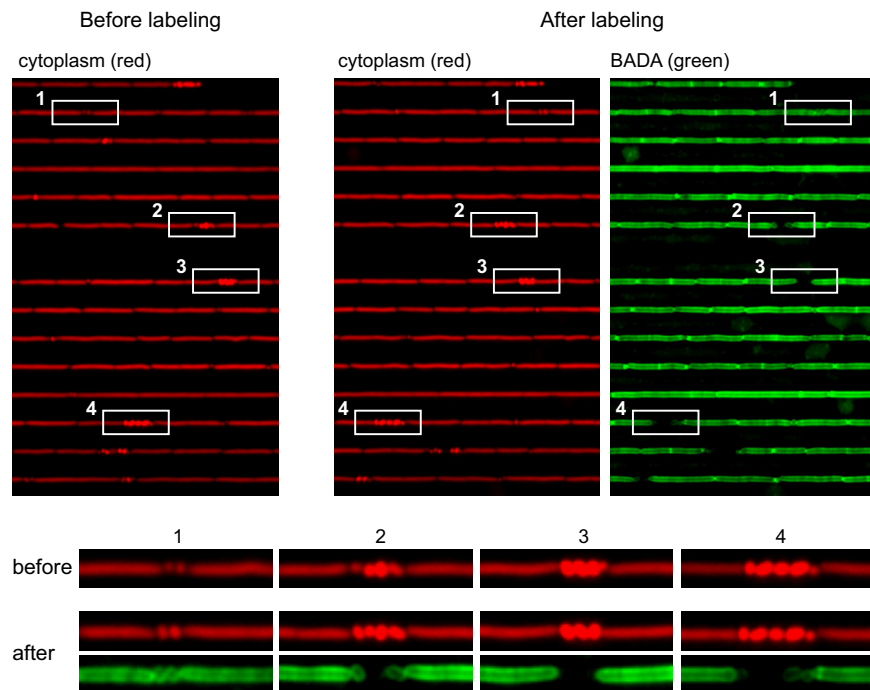 Before labeling
After labeling
cytoplasm (red)
cytoplasm (red)
BADA (green)
1
1
1
2
2
2
3
3
3
4
4
4
1
2
3
4
before
after